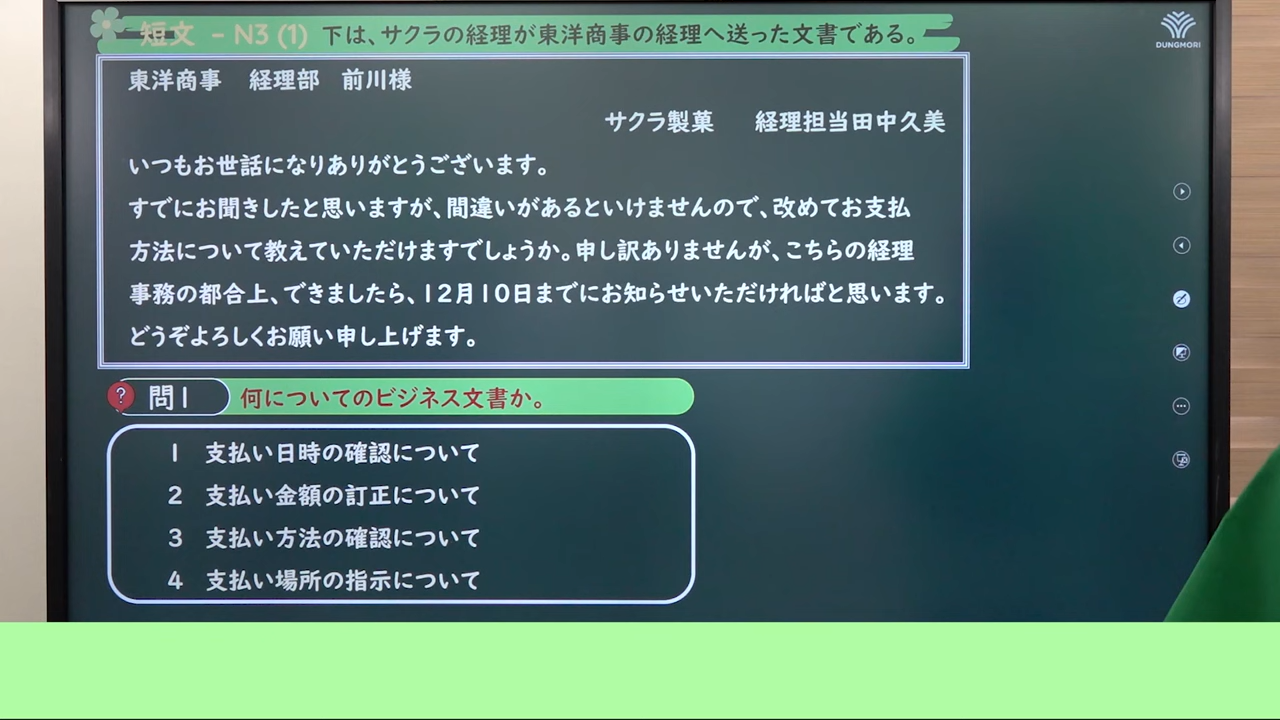 短文 - N3 (1) 下は、サクラの経理が東洋商事の経理へ送った文書である。
DUNGMORI
東洋商事 経理部 前川様
サクラ製菓 経理担当田中久美
いつもお世話になりありがとうございます。
すでにお聞きしたと思いますが、間違いがあるといけませんので、改めてお支払
方法について教えていただけますでしょうか。申し訳ありませんが、こちらの経理
事務の都合上、できましたら、12月10日までにお知らせいただければと思います。
どうぞよろしくお願い申し上げます。
? 問1 何についてのビジネス文書か。
1 支払い日時の確認について
2 支払い金額の訂正について
3 支払い方法の確認について
4 支払い場所の指示について